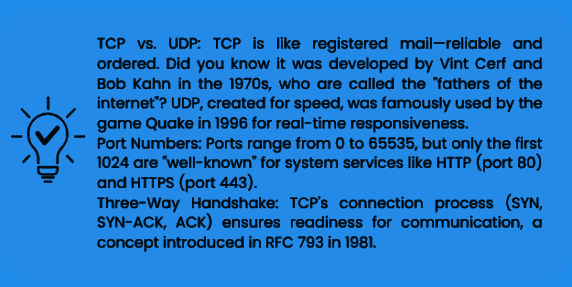 TCP vs. UDP: TCP is like registered mail—reliable and
ordered. Did you know it was developed by Vint Cerf and
Bob Kahn in the 1970s, who are called the "fathers of the
internet"? UDP, created for speed, was famously used by the
game Quake in 1996 for real-time responsiveness.
Port Numbers: Ports range from 0 to 65535, but only the first
1024 are "well-known" for system services like HTTP (port 80)
and HTTPS (port 443).
Three-Way Handshake: TCP's connection process (SYN,
SYN-ACK, ACK) ensures readiness for communication, a
concept introduced in RFC 793 in 1981.